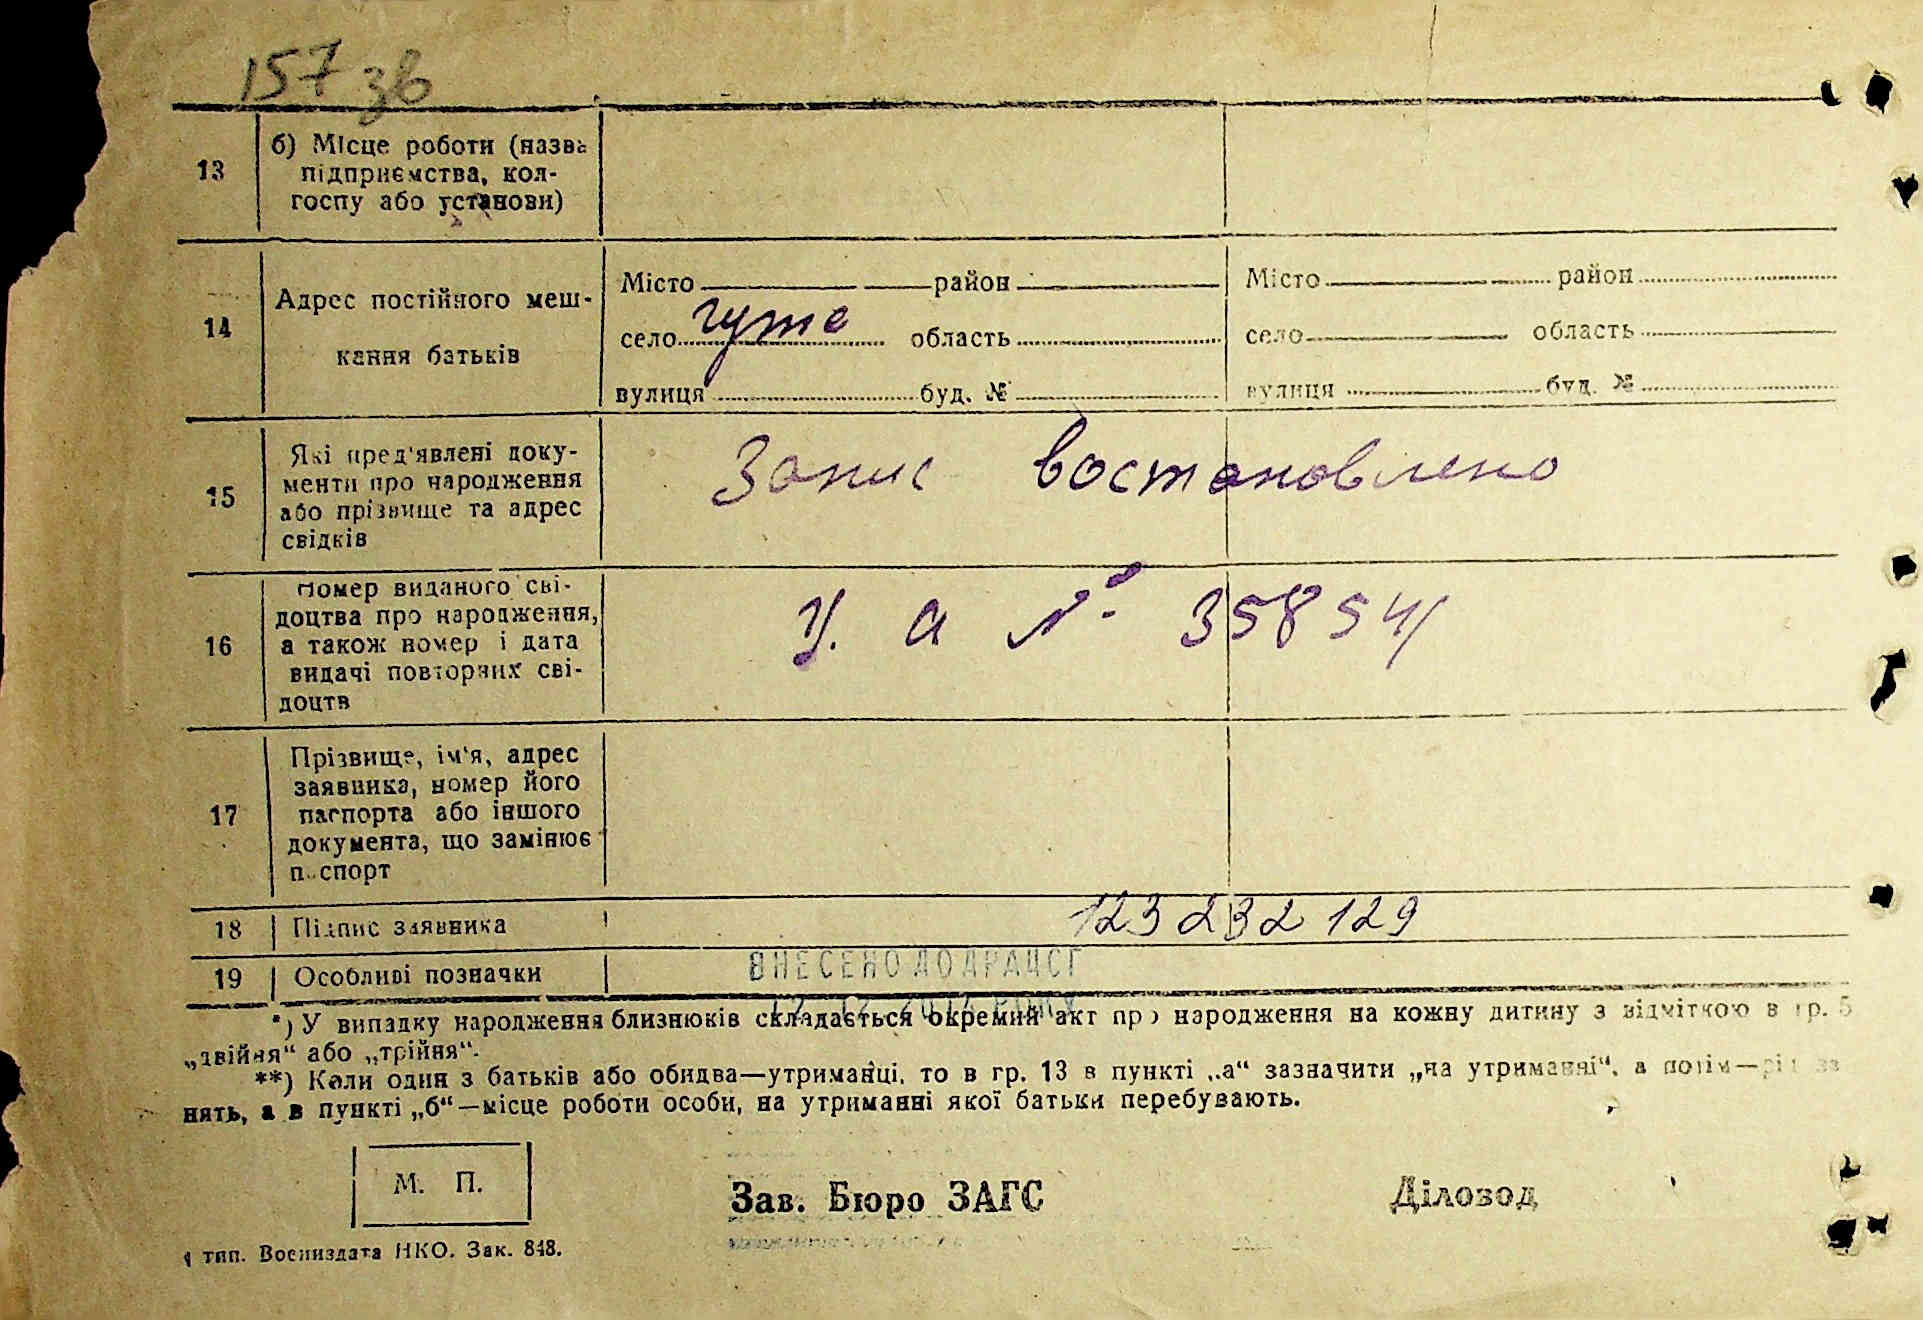 157 зв
13
б) Місце роботи (назва
підприємства, кол-
госпу або установи)
14
Адрес постійного меш-
кання батьків
Місто район
село гуте область
вулиця буд. №
Місто район
село область
вулиця буд. №
15
Які пред'явлені доку-
менти про народження
або прізвище та адрес
свідків
Запис востановлено
16
Номер виданого сві-
доцтва про народження,
а також номер і дата
видачі повторних сві-
доцтв
У. а № 35854
17
Прізвище, ім'я, адрес
заявника, номер його
паспорта або іншого
документа, що замінює
п спорт
18 Підпис заявника
123232129
19 Особливі позначки
ВНЕСЕНО ДО ДРАЦСГ
*) У випадку народження близнюків складається окремий акт про народження на кожну дитину з відміткою в гр. 5
„двійня“ або „трійня“.
**) Коли один з батьків або обидва—утриманці, то в гр. 13 в пункті „а“ зазначити „на утриманні“, а потім—рід за
нять, а в пункті „б“—місце роботи особи, на утриманні якої батьки перебувають.
М. П.
Зав. Бюро ЗАГС
Діловод
тип. Воениздата НКО. Зак. 848.